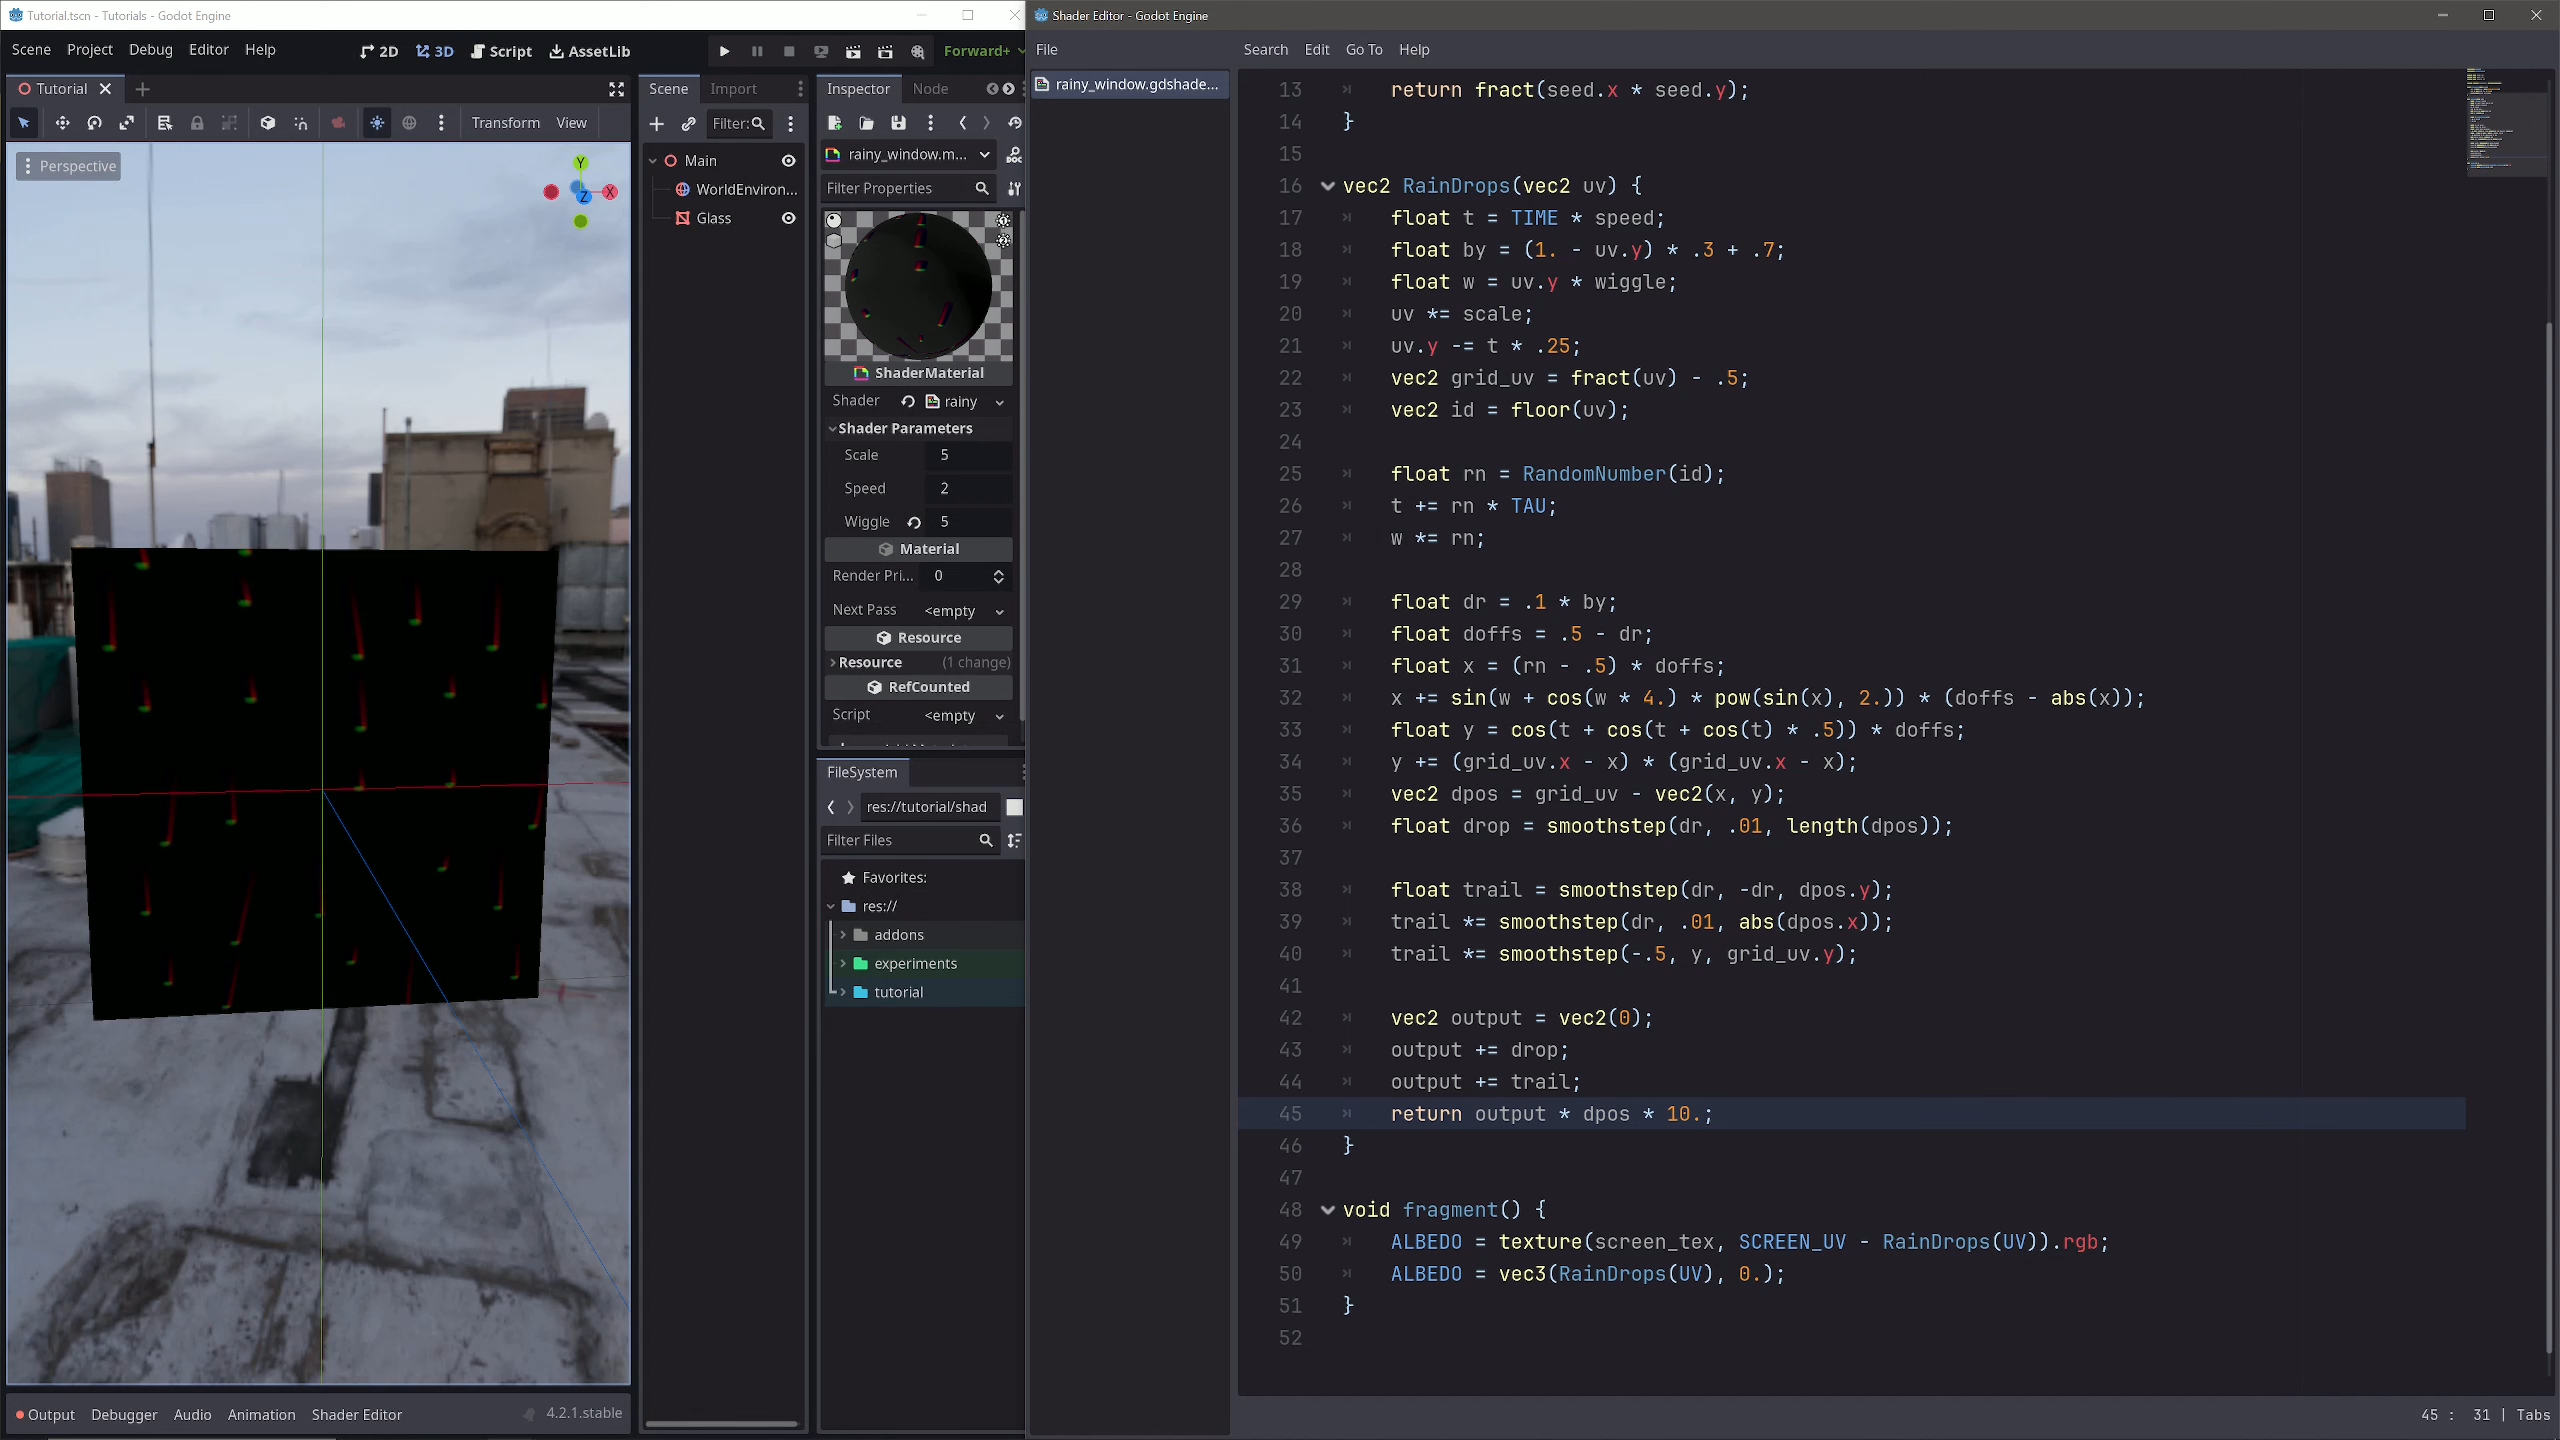 Tutorial.tscn - Tutorials - Godot Engine
Scene Project Debug Editor Help
2D 3D Script AssetLib
Forward+
Tutorial
Transform View
Perspective
Y
X
Z
Output Debugger Audio Animation Shader Editor
4.2.1.stable
Scene Import
Filter:
Main
WorldEnviron...
Glass
Inspector Node
rainy_window.m...
DOC
Filter Properties
ShaderMaterial
Shader rainy
Shader Parameters
Scale 5
Speed 2
Wiggle 5
Material
Render Pri... 0
Next Pass <empty
Resource
Resource (1 change)
RefCounted
Script <empty
FileSystem
res://tutorial/shad
Filter Files
Favorites:
res://
addons
experiments
tutorial
Shader Editor - Godot Engine
File
Search Edit Go To Help
rainy_window.gdshade...
13 return fract(seed.x * seed.y);
14 }
15
16 vec2 RainDrops(vec2 uv) {
17 float t = TIME * speed;
18 float by = (1. - uv.y) * .3 + .7;
19 float w = uv.y * wiggle;
20 uv *= scale;
21 uv.y -= t * .25;
22 vec2 grid_uv = fract(uv) - .5;
23 vec2 id = floor(uv);
24
25 float rn = RandomNumber(id);
26 t += rn * TAU;
27 w *= rn;
28
29 float dr = .1 * by;
30 float doffs = .5 - dr;
31 float x = (rn - .5) * doffs;
32 x += sin(w + cos(w * 4.) * pow(sin(x), 2.)) * (doffs - abs(x));
33 float y = cos(t + cos(t + cos(t) * .5)) * doffs;
34 y += (grid_uv.x - x) * (grid_uv.x - x);
35 vec2 dpos = grid_uv - vec2(x, y);
36 float drop = smoothstep(dr, .01, length(dpos));
37
38 float trail = smoothstep(dr, -dr, dpos.y);
39 trail *= smoothstep(dr, .01, abs(dpos.x));
40 trail *= smoothstep(-.5, y, grid_uv.y);
41
42 vec2 output = vec2(0);
43 output += drop;
44 output += trail;
45 return output * dpos * 10.;
46 }
47
48 void fragment() {
49 ALBEDO = texture(screen_tex, SCREEN_UV - RainDrops(UV)).rgb;
50 ALBEDO = vec3(RainDrops(UV), 0.);
51 }
52
45 : 31 | Tabs